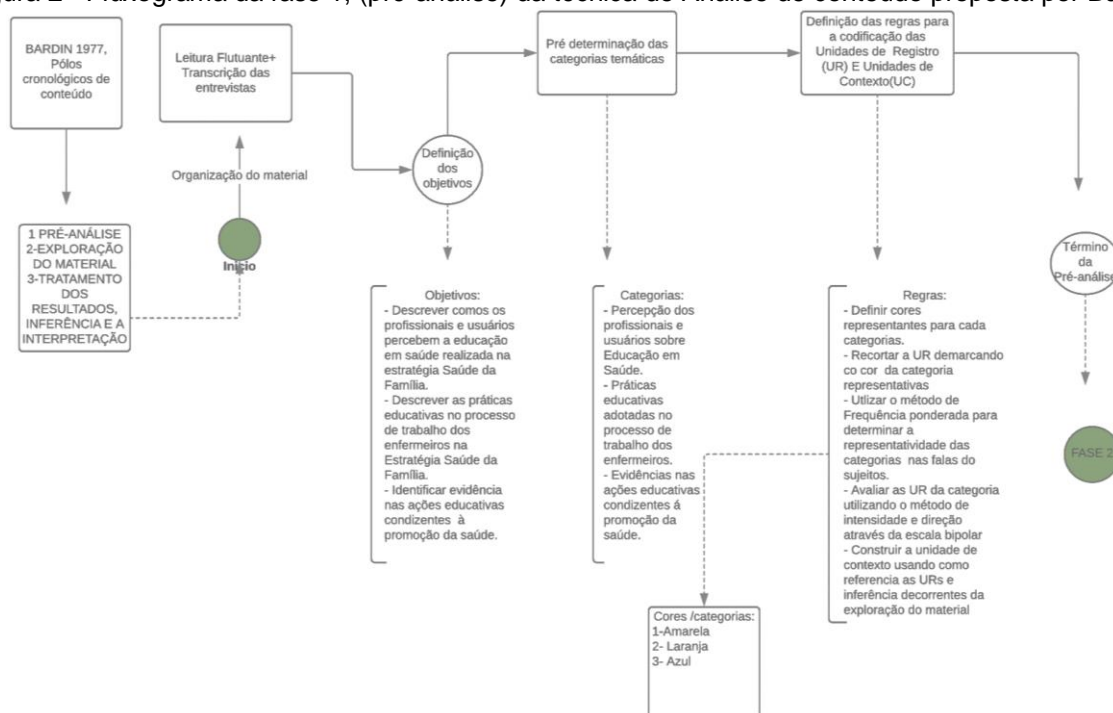 BARDIN 1977,
Pólos
cronológicos de
conteúdo
1 PRÉ-ANÁLISE
2-EXPLORAÇÃO
DO MATERIAL
3-TRATAMENTO
DOS
RESULTADOS,
INFERÊNCIA E A
INTERPRETAÇÃO
Início
Organização do material
Leitura Flutuante+
Transcrição das
entrevistas
Definição
dos
objetivos
Objetivos:
- Descrever comos os
profissionais e usuários
percebem a educação
em saúde realizada na
estratégia Saúde da
Família.
- Descrever as práticas
educativas no processo
de trabalho dos
enfermeiros na
Estratégia Saúde da
Família.
- Identificar evidência
nas ações educativas
condizentes à
promoção da saúde.
Pré determinação das
categorias temáticas
Categorias:
- Percepção dos
profissionais e
usuários sobre
Educação em
Saúde.
- Práticas
educativas
adotadas no
processo de
trabalho dos
enfermeiros.
- Evidências nas
ações educativas
condizentes á
promoção da
saúde.
Definição das regras para
a codificação das
Unidades de Registro
(UR) E Unidades de
Contexto(UC)
Regras:
- Definir cores
representantes para cada
categorias.
- Recortar a UR demarcando
co cor da categoria
representativas
- Utlizar o método de
Frequência ponderada para
determinar a
representatividade das
categorias nas falas do
sujeitos.
- Avaliar as UR da categoria
utilizando o método de
intensidade e direção
através da escala bipolar
- Construir a unidade de
contexto usando como
referencia as URs e
inferência decorrentes da
exploração do material
Cores /categorias:
1-Amarela
2- Laranja
3- Azul
Término
da
Pré-análise
FASE 2